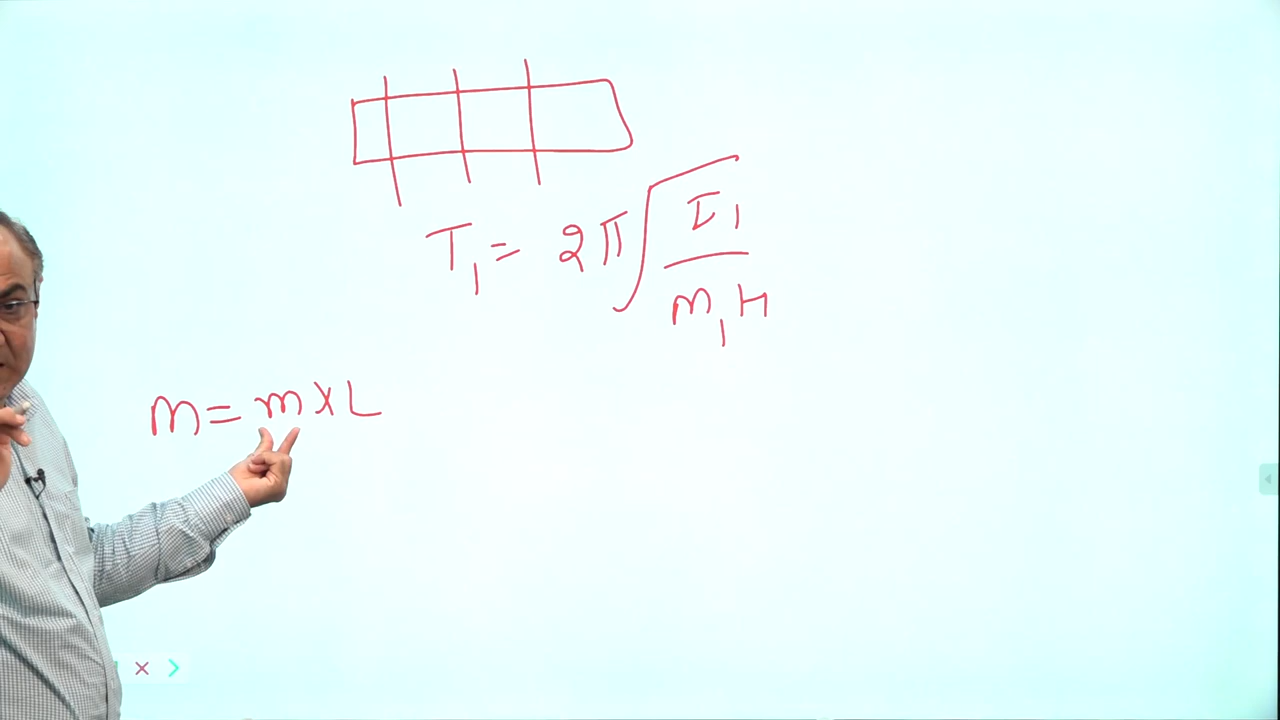 T₁ = 2π√(I₁/m₁H)
m = m × L